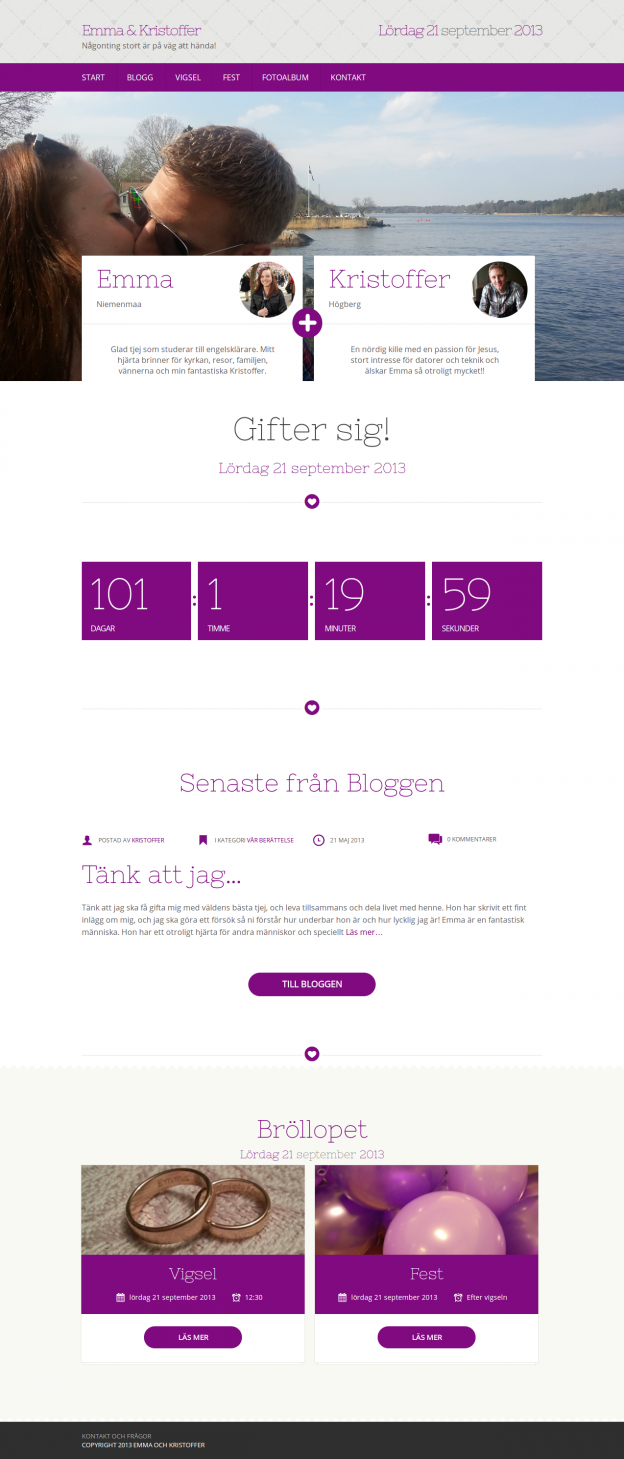 Emma & Kristoffer
Någonting stort är på väg att hända!
Lördag 21 september 2013
START BLOGG VIGSEL FEST FOTOALBUM KONTAKT
Emma
Niemenmaa
Glad tjej som studerar till engelsklärare. Mitt
hjärta brinner för kyrkan, resor, familjen,
vännerna och min fantastiska Kristoffer.
Kristoffer
Högberg
En nördig kille med en passion för Jesus,
stort intresse för datorer och teknik och
älskar Emma så otroligt mycket!!
Gifter sig!
Lördag 21 september 2013
101 : 1 : 19 : 59
DAGAR TIMME MINUTER SEKUNDER
Senaste från Bloggen
POSTAD AV KRISTOFFER I KATEGORI VÅR BERÄTTELSE 21 MAJ 2013 0 KOMMENTARER
Tänk att jag...
Tänk att jag ska få gifta mig med väldens bästa tjej, och leva tillsammans och dela livet med henne. Hon har skrivit ett fint
inlägg om mig, och jag ska göra ett försök så ni förstår hur underbar hon är och hur lycklig jag är! Emma är en fantastisk
människa. Hon har ett otroligt hjärta för andra människor och speciellt Läs mer...
TILL BLOGGEN
Bröllopet
Lördag 21 september 2013
Vigsel
lördag 21 september 2013 12:30
LÄS MER
Fest
lördag 21 september 2013 Efter vigseln
LÄS MER
KONTAKT OCH FRÅGOR
COPYRIGHT 2013 EMMA OCH KRISTOFFER